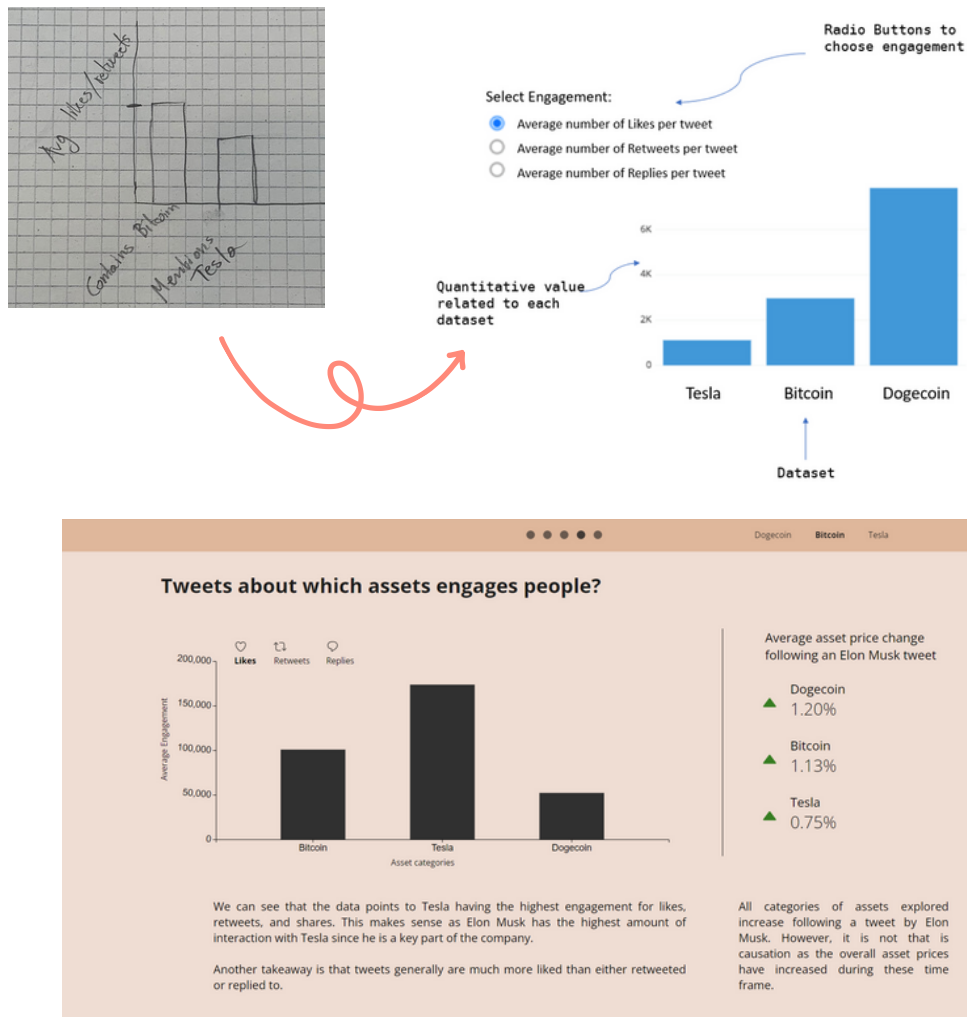 Avg likes/retweets
Contains Bitcoin
Mentions
Tesla
Radio Buttons to
choose engagement
Select Engagement:
Average number of Likes per tweet
Average number of Retweets per tweet
Average number of Replies per tweet
Quantitative value
related to each
dataset
6K
4K
2K
0
Tesla
Bitcoin
Dogecoin
Dataset
Dogecoin
Bitcoin
Tesla
Tweets about which assets engages people?
Likes
Retweets
Replies
Average Engagement
200,000
150,000
100,000
50,000
0
Bitcoin
Tesla
Dogecoin
Asset categories
Average asset price change
following an Elon Musk tweet
Dogecoin
1.20%
Bitcoin
1.13%
Tesla
0.75%
We can see that the data points to Tesla having the highest engagement for likes,
retweets, and shares. This makes sense as Elon Musk has the highest amount of
interaction with Tesla since he is a key part of the company.
Another takeaway is that tweets generally are much more liked than either retweeted
or replied to.
All categories of assets explored
increase following a tweet by Elon
Musk. However, it is not that is
causation as the overall asset prices
have increased during these time
frame.